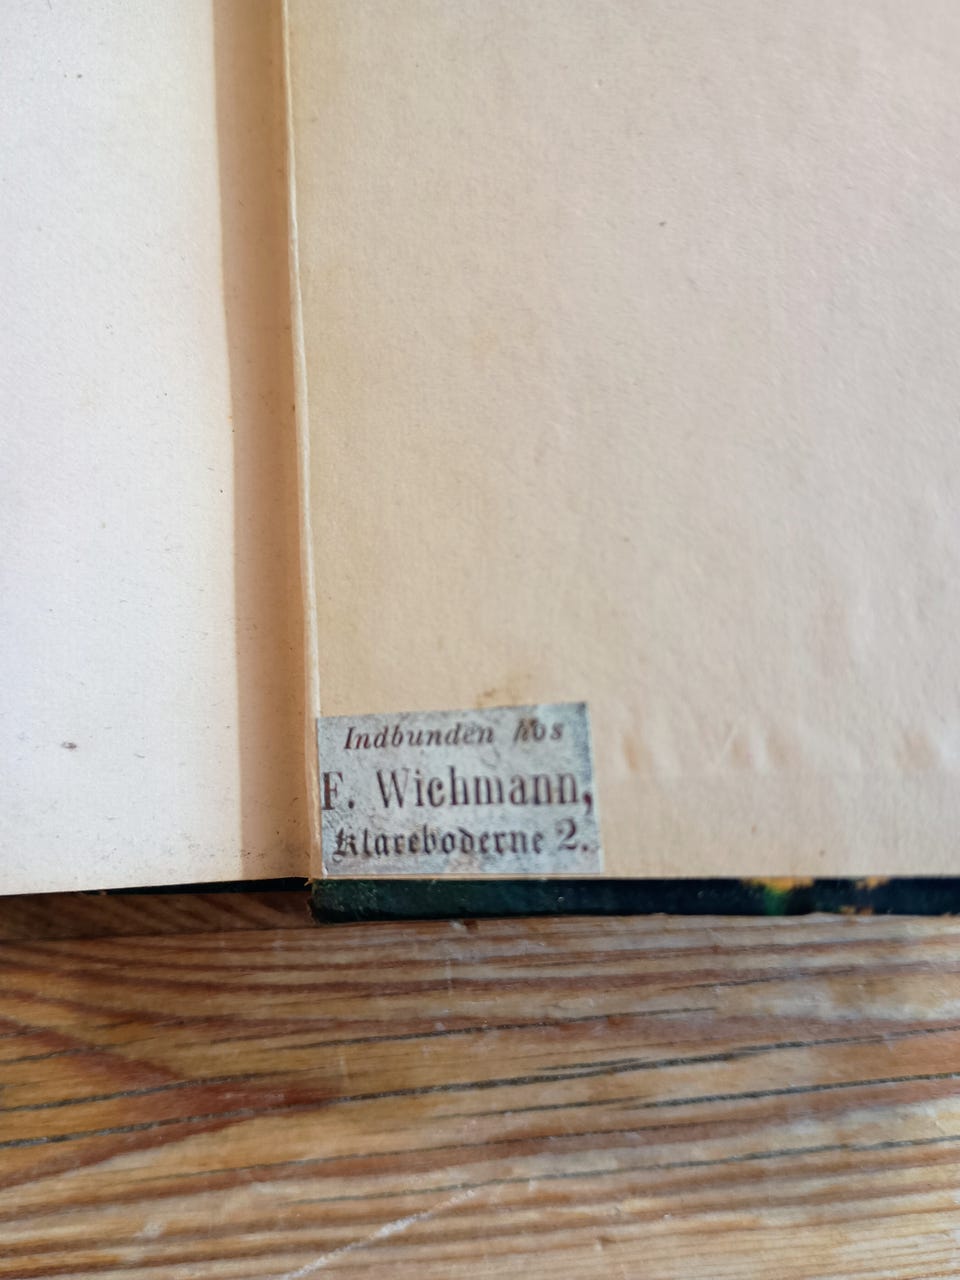 Indbunden hos
F. Wichmann,
Klareboderne 2.